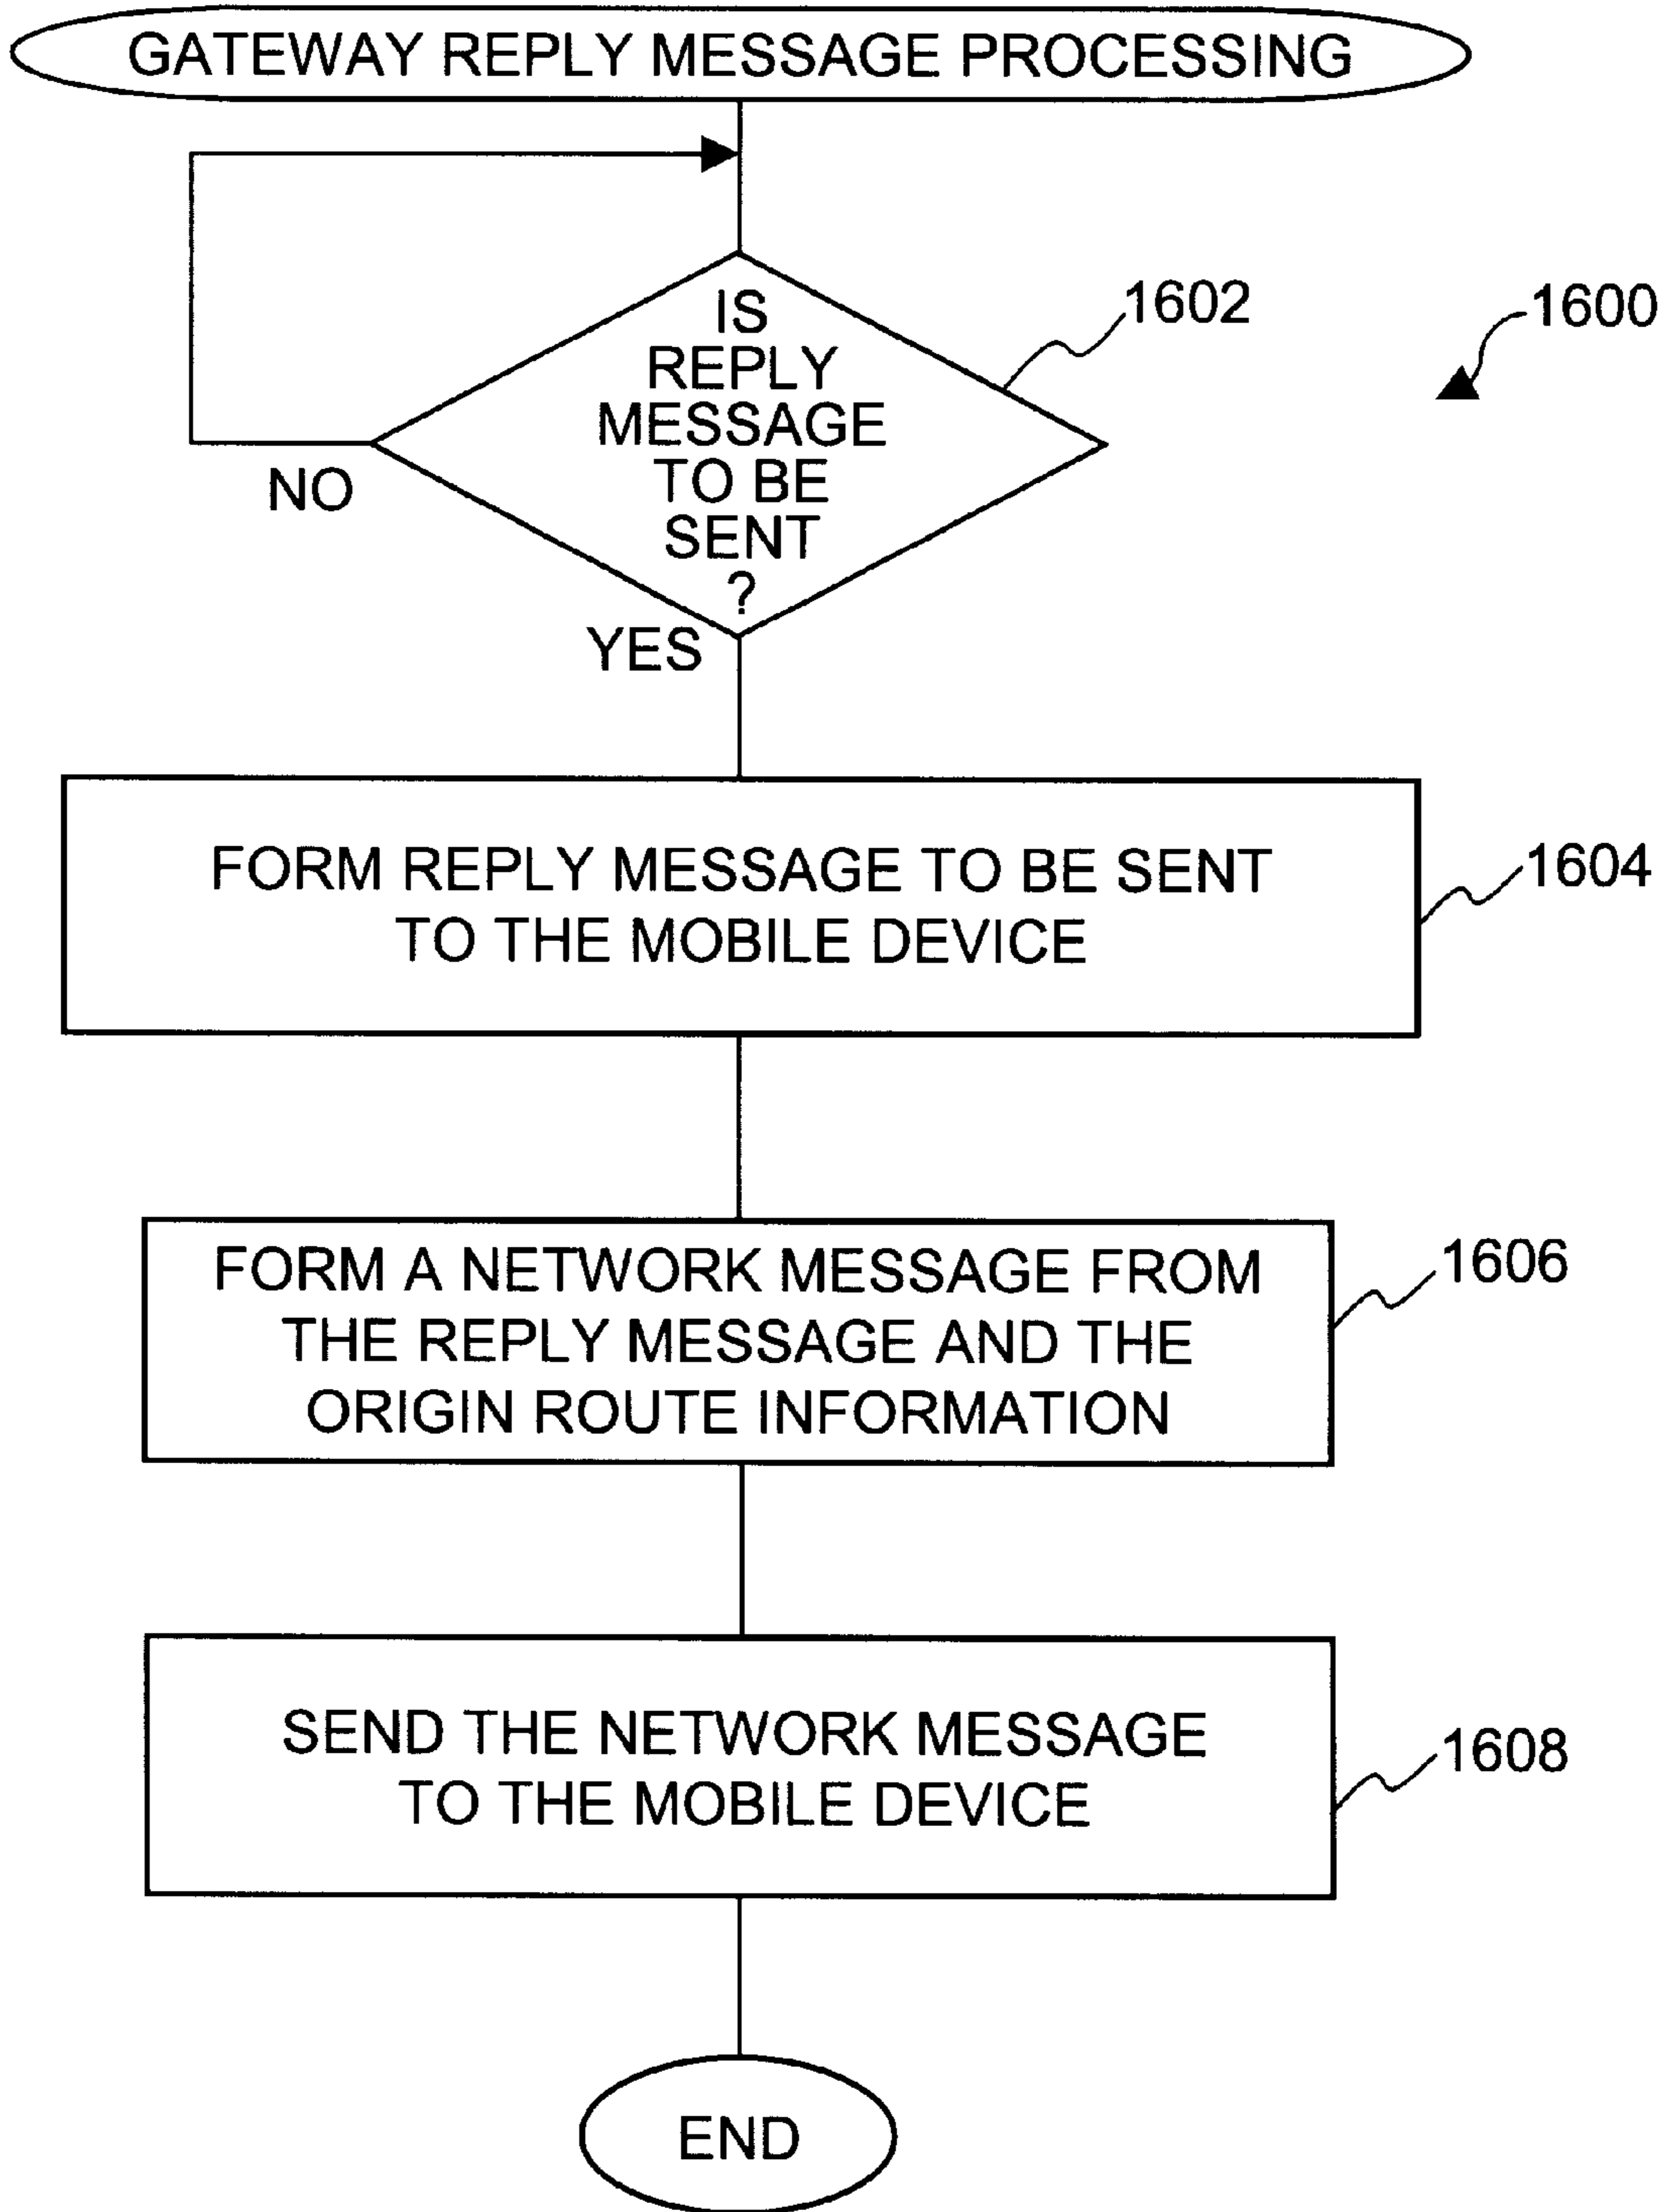 GATEWAY REPLY MESSAGE PROCESSING
IS
REPLY
MESSAGE
TO BE
SENT
?
1602
1600
NO
YES
FORM REPLY MESSAGE TO BE SENT
TO THE MOBILE DEVICE
1604
FORM A NETWORK MESSAGE FROM
THE REPLY MESSAGE AND THE
ORIGIN ROUTE INFORMATION
1606
SEND THE NETWORK MESSAGE
TO THE MOBILE DEVICE
1608
END